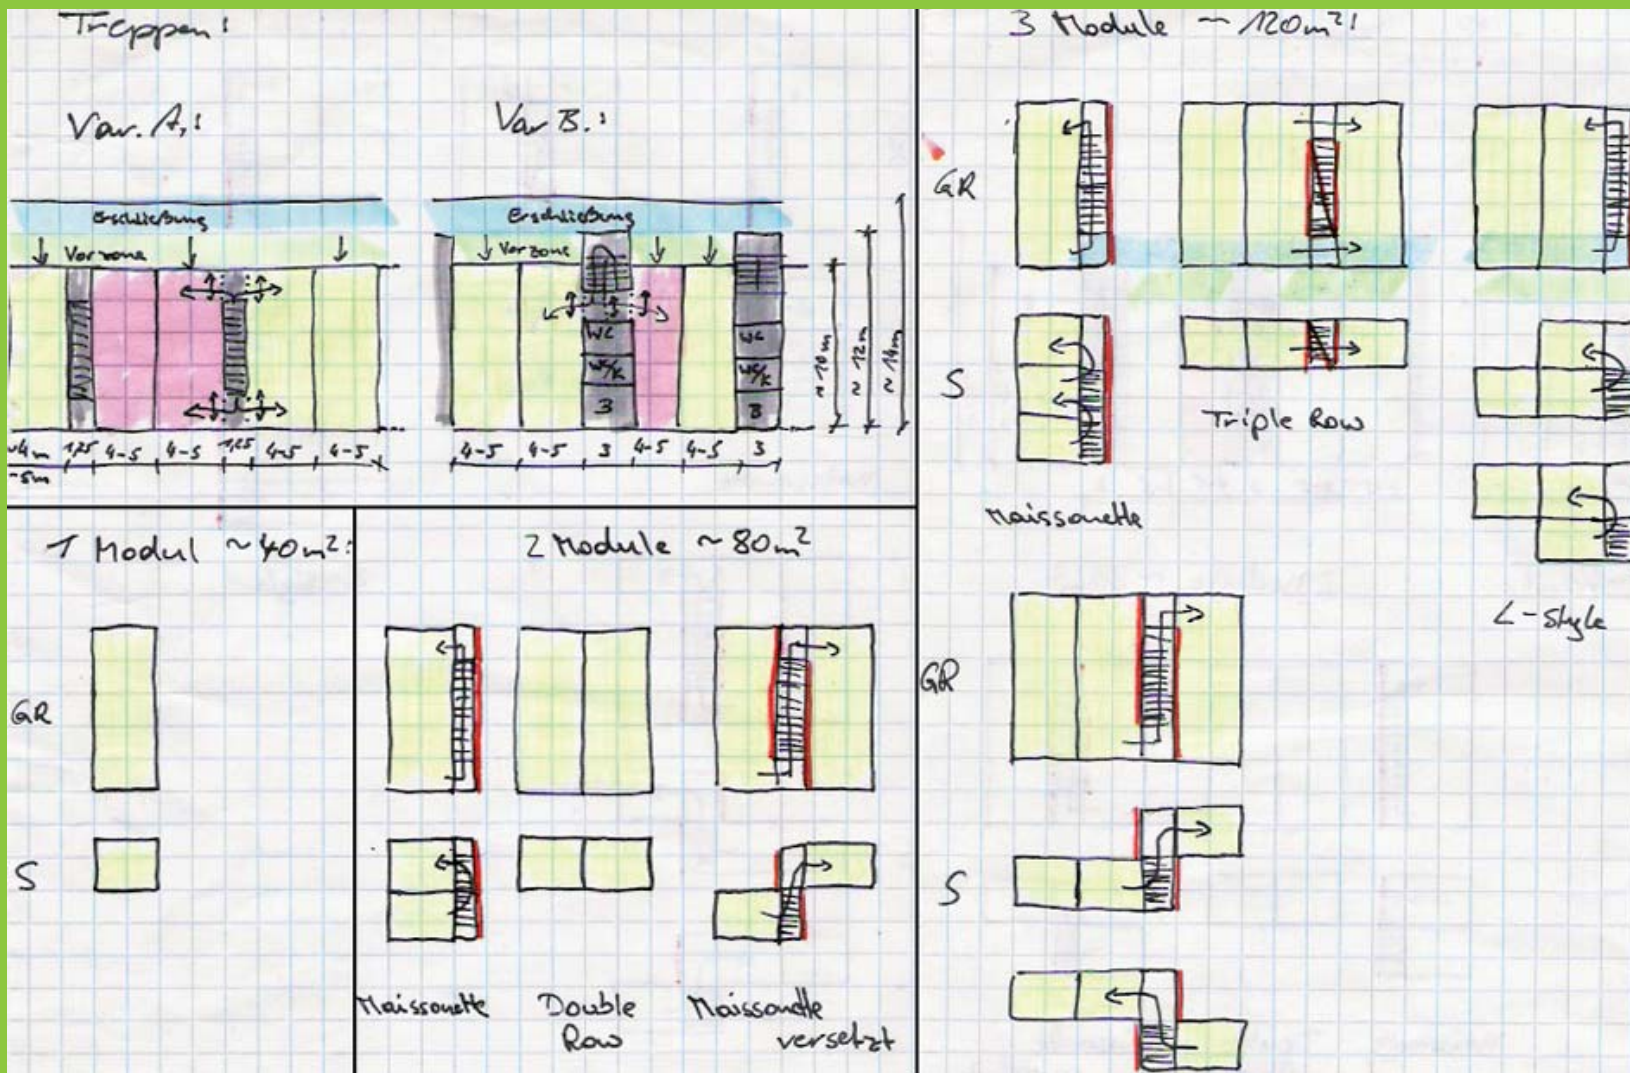 Treppen:
Var. A.:
Var B.:
Erschließung
Vorzone
Erschließung
Vorzone
WC
WC
B
WC
B
~10m
~12m
~14m
1,25
4-5
4-5
1,25
4-5
4-5
-5m
4-5
4-5
3
4-5
4-5
3
1 Modul ~40m²:
GR
S
2 Module ~80m²
Maissonette
Double
Row
Maissonette
versetzt
3 Module ~120m²:
GR
S
Maissonette
Triple Row
L-Style
GR
S